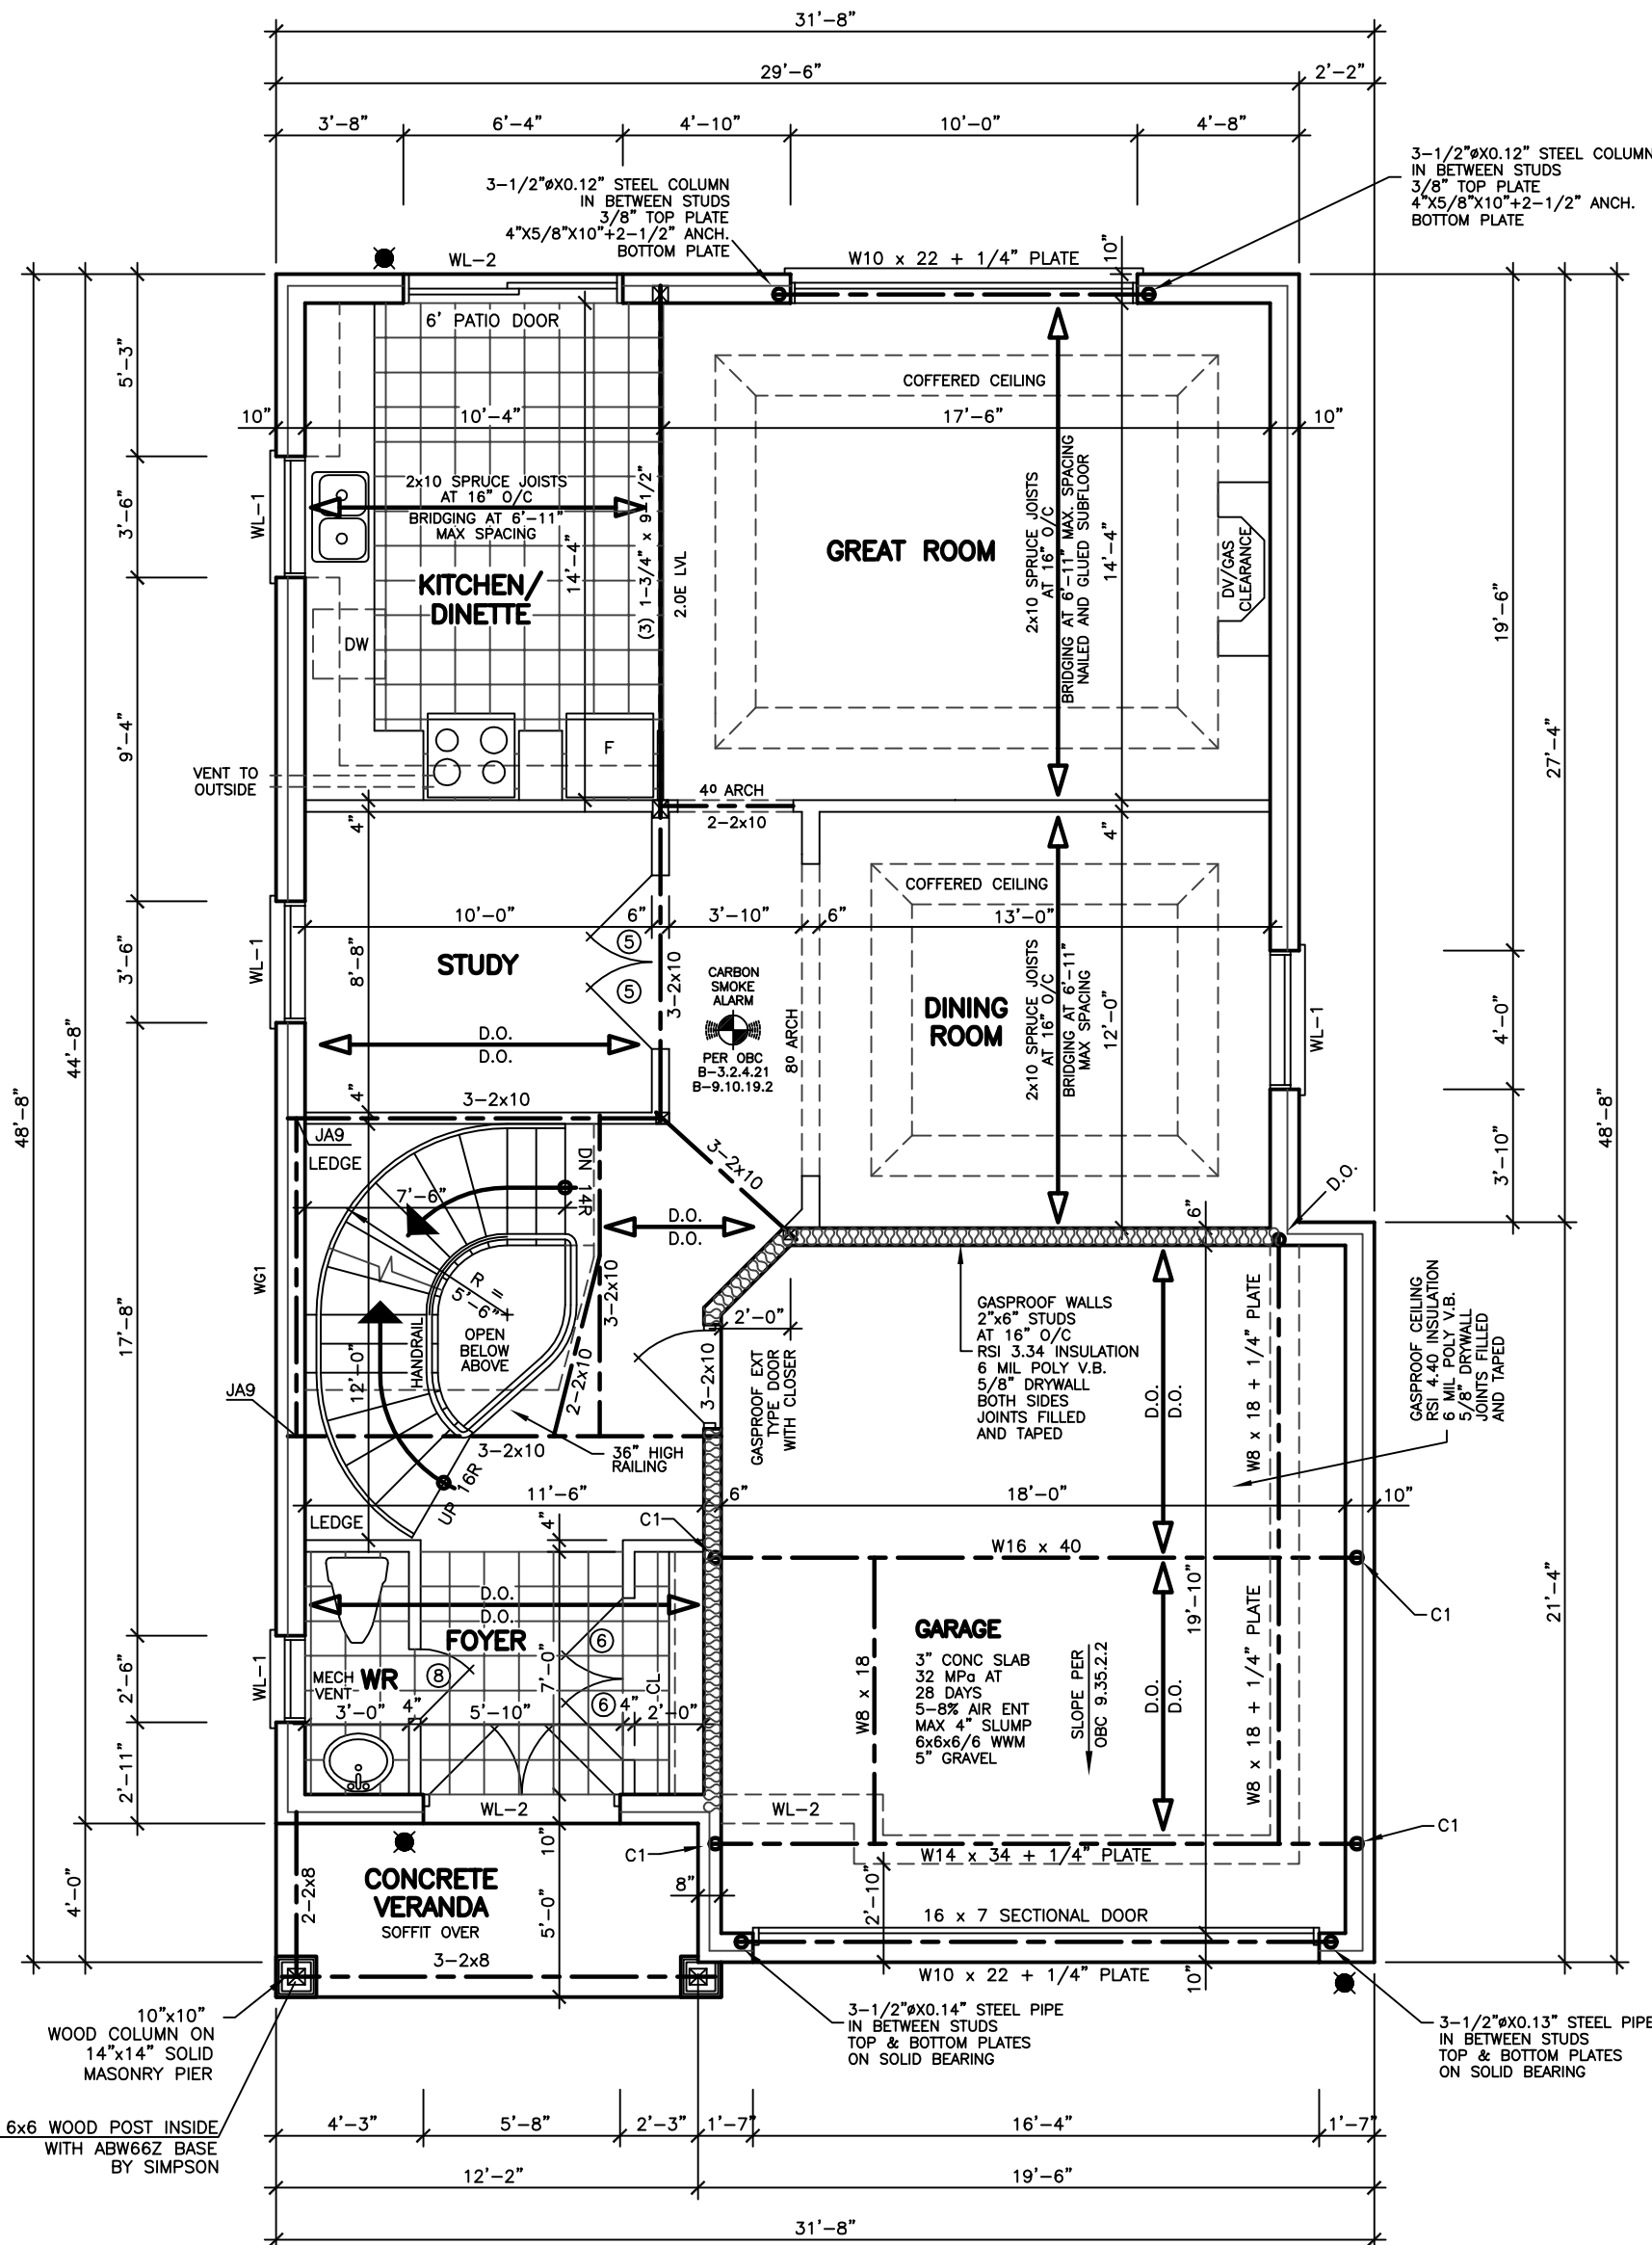 31'-8"
29'-6"
2'-2"
3'-8"
6'-4"
4'-10"
10'-0"
4'-8"
3-1/2"øX0.12" STEEL COLUMN
IN BETWEEN STUDS
3/8" TOP PLATE
4"X5/8"X10"+2-1/2" ANCH.
BOTTOM PLATE
3-1/2"øX0.12" STEEL COLUMN
IN BETWEEN STUDS
3/8" TOP PLATE
4"X5/8"X10"+2-1/2" ANCH.
BOTTOM PLATE
WL-2
W10 x 22 + 1/4" PLATE
10"
6' PATIO DOOR
COFFERED CEILING
5'-3"
10"
10'-4"
17'-6"
10"
2x10 SPRUCE JOISTS
AT 16" O/C
BRIDGING AT 6'-11"
MAX SPACING
14'-4"
(3) 1-3/4" x 9-1/2"
2.0E LVL
3'-6"
WL-1
KITCHEN/
DINETTE
DW
GREAT ROOM
2x10 SPRUCE JOISTS
AT 16" O/C
BRIDGING AT 6'-11" MAX. SPACING
NAILED AND GLUED SUBFLOOR
14'-4"
DV/GAS
CLEARANCE
19'-6"
27'-4"
9'-4"
F
VENT TO
OUTSIDE
4º ARCH
2-2x10
4"
4"
COFFERED CEILING
10'-0"
6"
3'-10"
6"
13'-0"
3'-6"
WL-1
8'-8"
STUDY
5
5
3-2x10
CARBON
SMOKE
ALARM
PER OBC
B-3.2.4.21
B-9.10.19.2
8º ARCH
DINING
ROOM
2x10 SPRUCE JOISTS
AT 16" O/C
BRIDGING AT 6'-11"
MAX SPACING
12'-0"
4'-0"
WL-1
3'-10"
48'-8"
44'-8"
48'-8"
D.O.
D.O.
4"
3-2x10
JA9
LEDGE
DN 14R
7'-6"
3-2x10
D.O.
D.O.
D.O.
6"
WG1
17'-8"
R =
5'-6"
OPEN
BELOW
ABOVE
HANDRAIL
12'-0"
3-2x10
2-2x10
2'-0"
3-2x10
GASPROOF EXT
TYPE DOOR
WITH CLOSER
GASPROOF WALLS
2"x6" STUDS
AT 16" O/C
RSI 3.34 INSULATION
6 MIL POLY V.B.
5/8" DRYWALL
BOTH SIDES
JOINTS FILLED
AND TAPED
D.O.
D.O.
W8 x 18 + 1/4" PLATE
GASPROOF CEILING
RSI 4.40 INSULATION
6 MIL POLY V.B.
5/8" DRYWALL
JOINTS FILLED
AND TAPED
JA9
3-2x10
36" HIGH
RAILING
UP 16R
11'-6"
6"
18'-0"
10"
LEDGE
4"
C1
W16 x 40
C1
D.O.
D.O.
FOYER
6
6
8
7'-0"
CL
WL-1
2'-6"
MECH
VENT
WR
3'-0"
4"
5'-10"
4"
2'-0"
W8 x 18
GARAGE
3" CONC SLAB
32 MPa AT
28 DAYS
5-8% AIR ENT
MAX 4" SLUMP
6x6x6/6 WWM
5" GRAVEL
SLOPE PER
OBC 9.35.2.2
D.O.
D.O.
19'-10"
W8 x 18 + 1/4" PLATE
W8 x 18 + 1/4" PLATE
21'-4"
2'-11"
WL-2
WL-2
C1
C1
W14 x 34 + 1/4" PLATE
10"
4'-0"
2-2x8
CONCRETE
VERANDA
SOFFIT OVER
5'-0"
8"
2'-10"
16 x 7 SECTIONAL DOOR
3-2x8
W10 x 22 + 1/4" PLATE
10"
10"x10"
WOOD COLUMN ON
14"x14" SOLID
MASONRY PIER
3-1/2"øX0.14" STEEL PIPE
IN BETWEEN STUDS
TOP & BOTTOM PLATES
ON SOLID BEARING
3-1/2"øX0.13" STEEL PIPE
IN BETWEEN STUDS
TOP & BOTTOM PLATES
ON SOLID BEARING
6x6 WOOD POST INSIDE
WITH ABW66Z BASE
BY SIMPSON
4'-3"
5'-8"
2'-3"
1'-7"
16'-4"
1'-7"
12'-2"
19'-6"
31'-8"